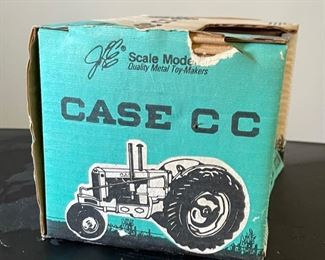 Scale Models
Quality Metal Toy-Makers
CASE CC